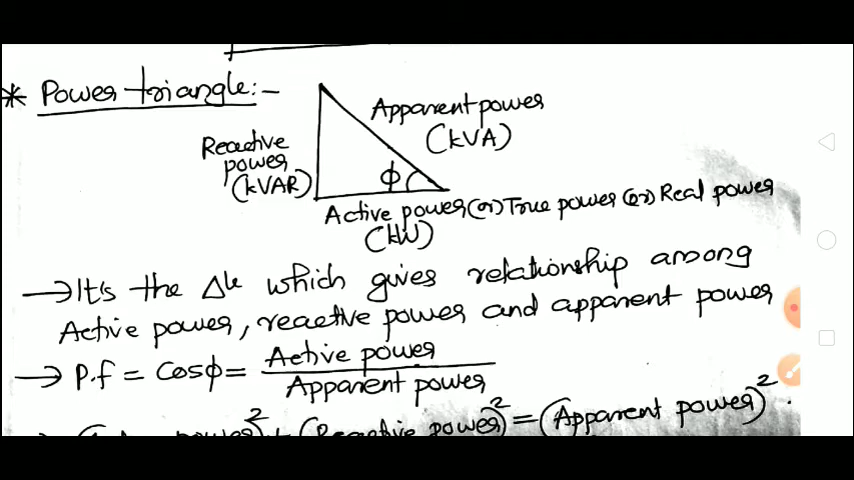 * Power triangle:-
Apparent power
(kVA)
Reactive
power
(kVAR)
ϕ
Active power (or) True power (or) Real power
(kW)
→ It's the Δle which gives relationship among
Active power, reactive power and apparent power
→ P.f = Cosϕ = Active power
Apparent power
power)² + (Reactive power)² = (Apparent power)².